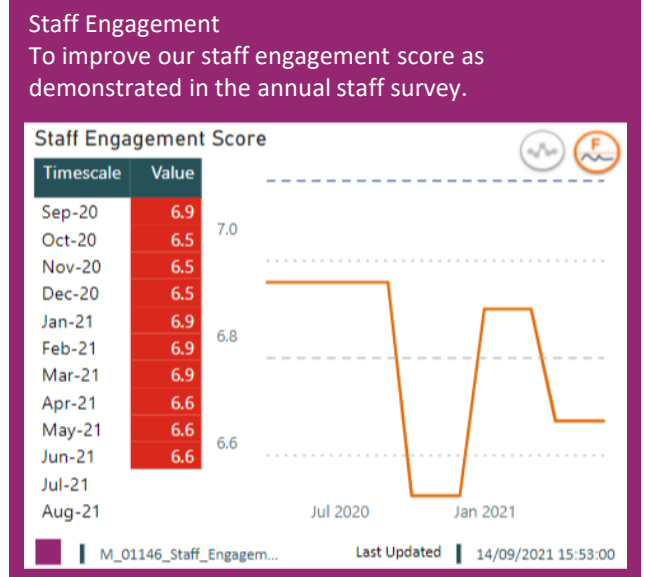 Staff Engagement
To improve our staff engagement score as
demonstrated in the annual staff survey.
Staff Engagement Score
F
Timescale Value
Sep-20 6.9
Oct-20 6.5
Nov-20 6.5
Dec-20 6.5
Jan-21 6.9
Feb-21 6.9
Mar-21 6.9
Apr-21 6.6
May-21 6.6
Jun-21 6.6
Jul-21
Aug-21
7.0
6.8
6.6
Jul 2020 Jan 2021
M_01146_Staff_Engagem... Last Updated 14/09/2021 15:53:00